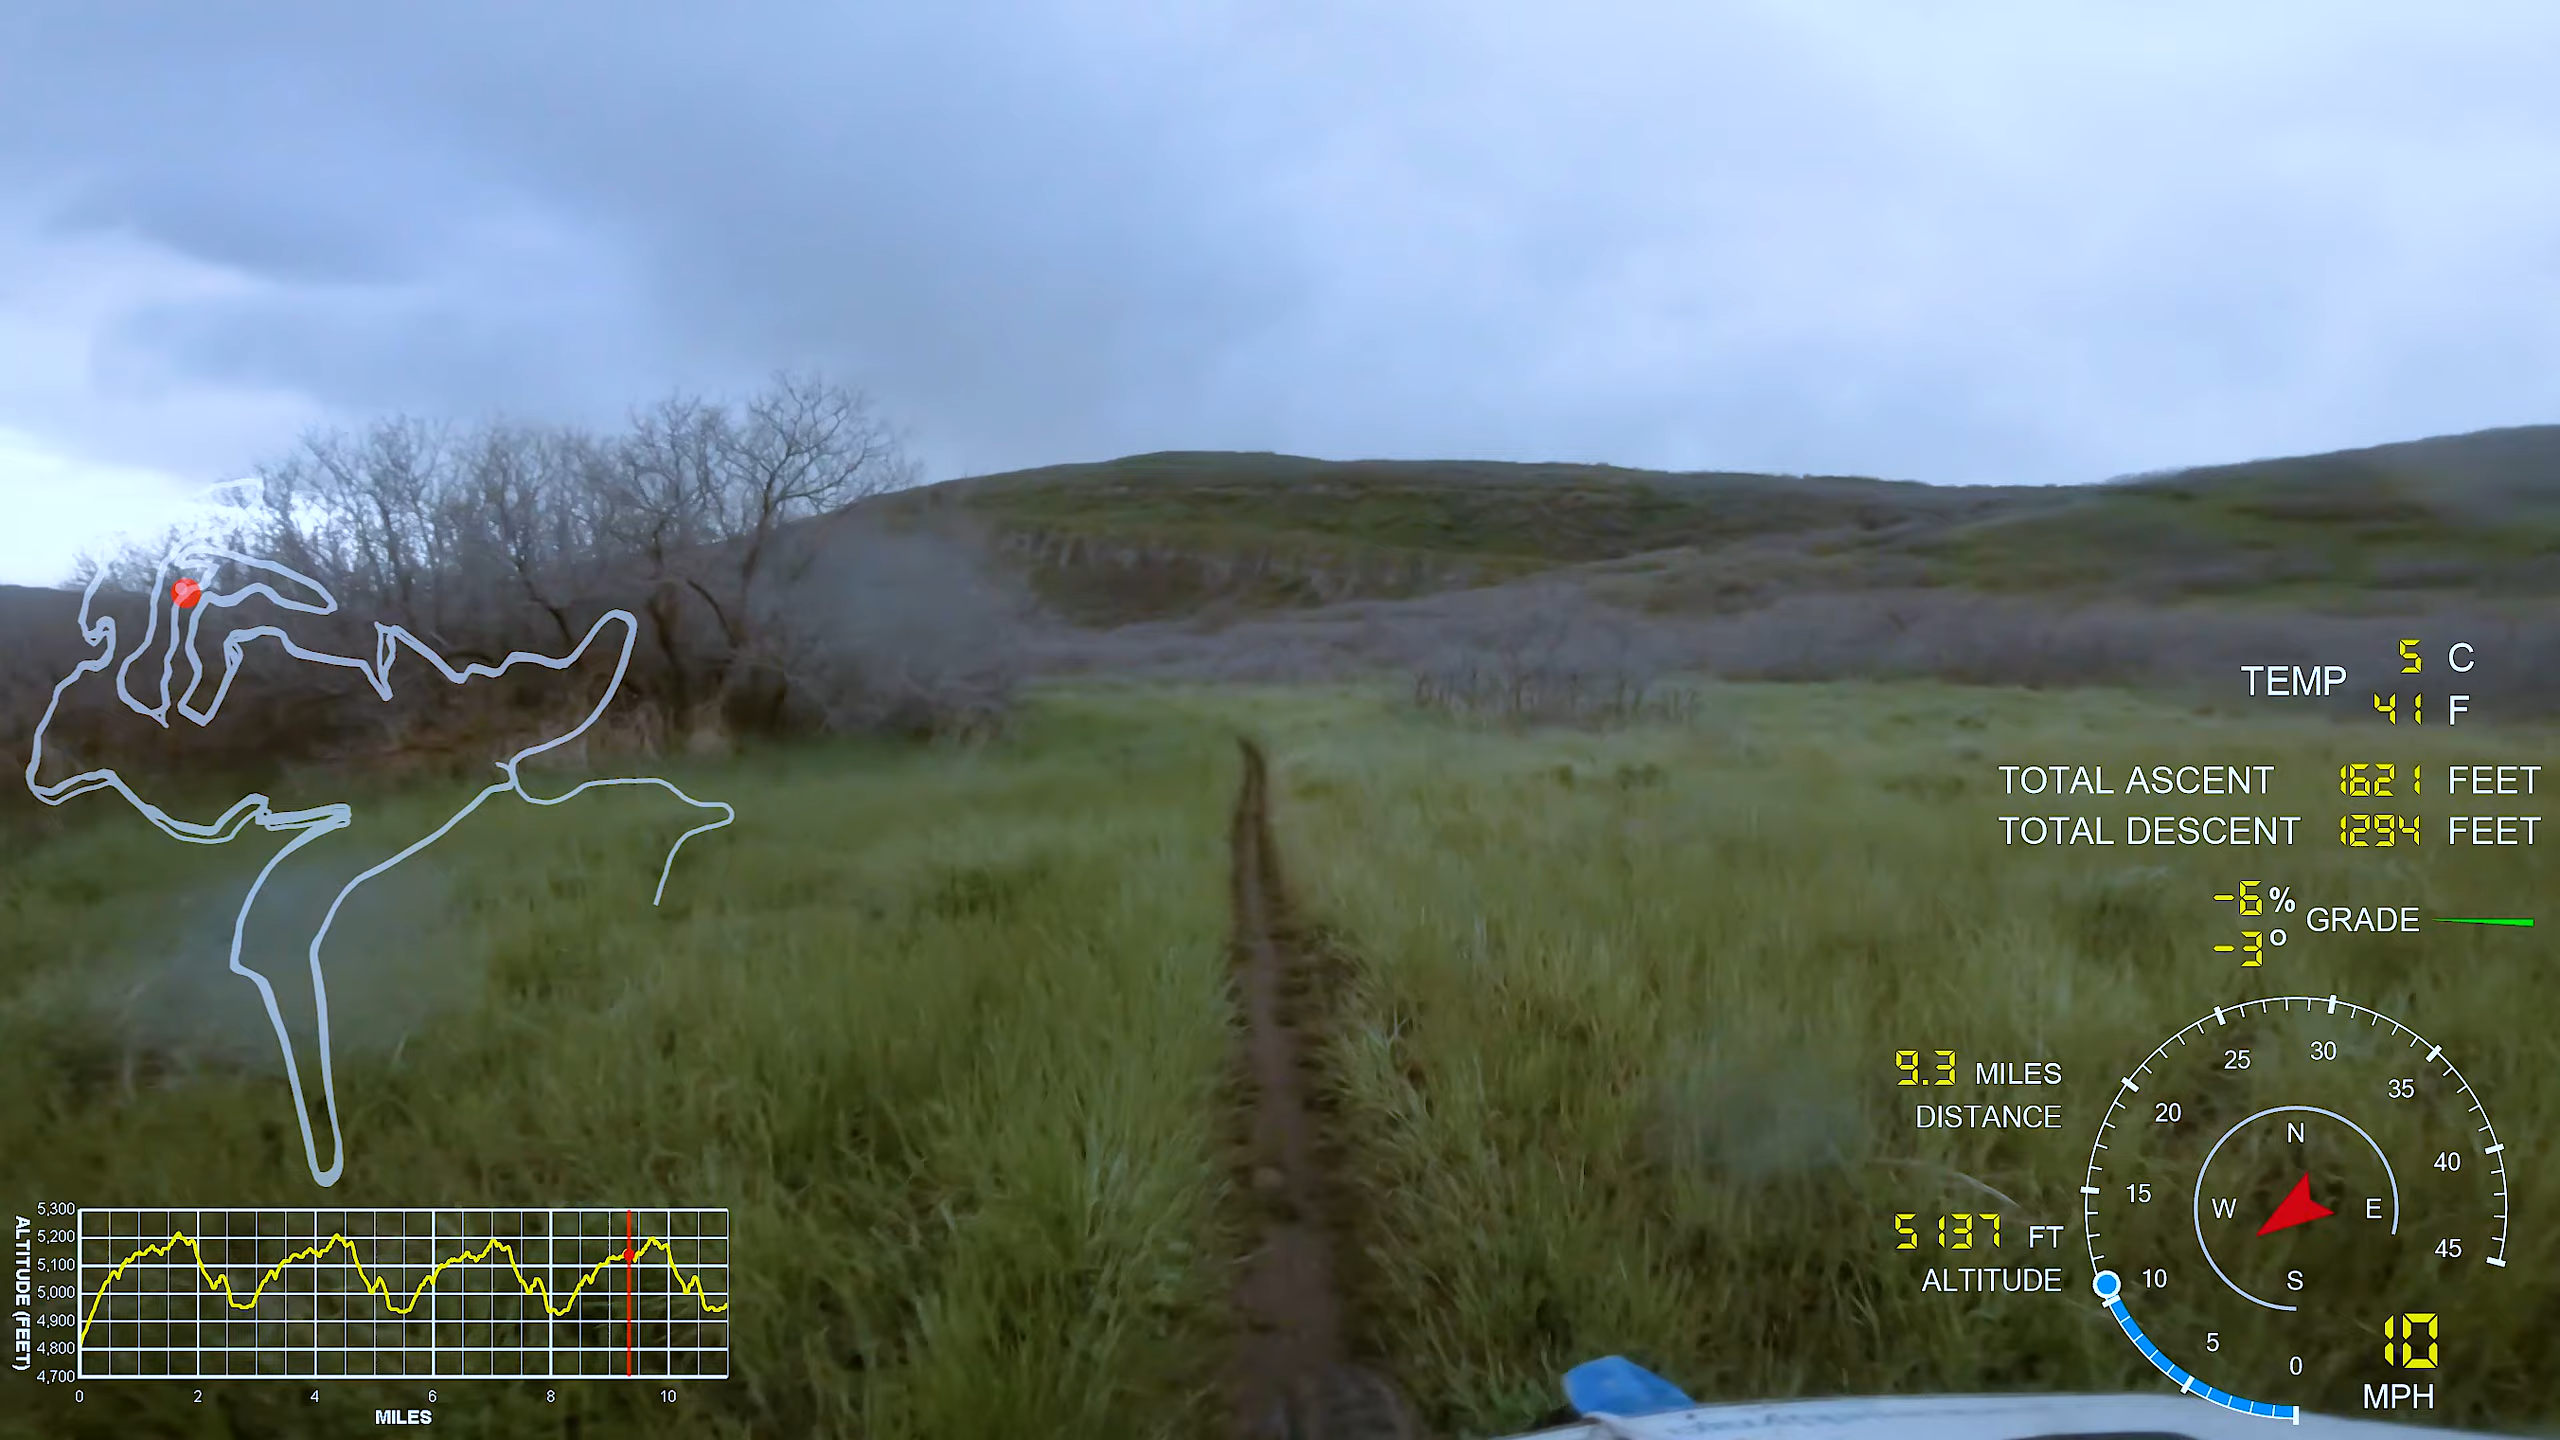 TEMP
5 C
41 F
TOTAL ASCENT 1621 FEET
TOTAL DESCENT 1294 FEET
-6%
-3° GRADE
9.3 MILES
DISTANCE
5137 FT
ALTITUDE
0
5
10
15
20
25
30
35
40
45
N
W
E
S
10
MPH
ALTITUDE (FEET)
5,300
5,200
5,100
5,000
4,900
4,800
4,700
0 2 4 6 8 10
MILES